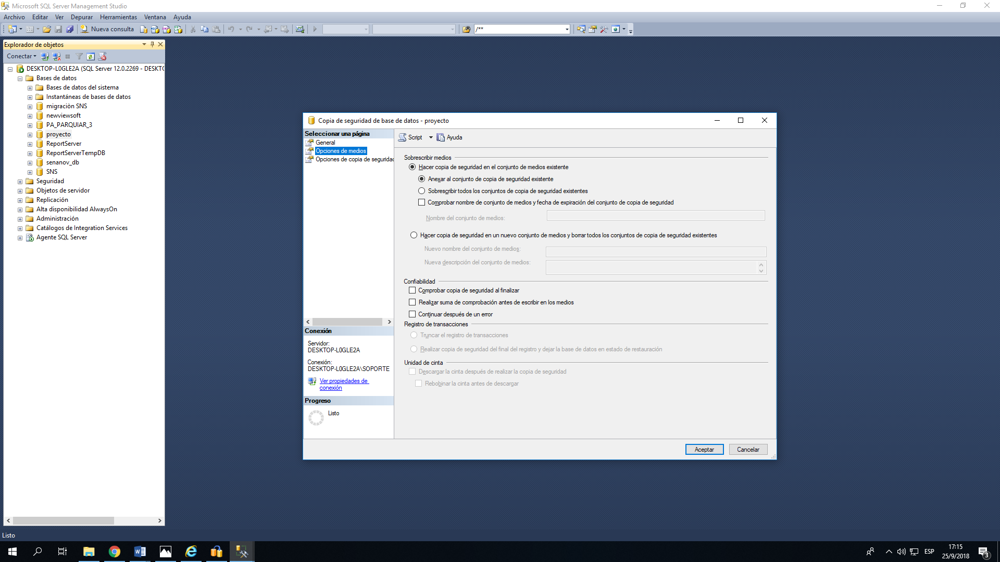 Microsoft SQL Server Management Studio
Archivo Editar Ver Depurar Herramientas Ventana Ayuda
Nueva consulta /**
Explorador de objetos
Conectar
DESKTOP-L0GLE2A (SQL Server 12.0.2269 - DESKT(
Bases de datos
Bases de datos del sistema
Instantáneas de bases de datos
migraciòn SNS
newviewsoft
PA_PARQUIAR_3
proyecto
ReportServer
ReportServerTempDB
senanov_db
SNS
Seguridad
Objetos de servidor
Replicación
Alta disponibilidad AlwaysOn
Administración
Catálogos de Integration Services
Agente SQL Server
Copia de seguridad de base de datos - proyecto
Seleccionar una página
General
Opciones de medios
Opciones de copia de seguridad
Conexión
Servidor:
DESKTOP-L0GLE2A
Conexión:
DESKTOP-L0GLE2A\SOPORTE
Ver propiedades de
conexión
Progreso
Listo
Script Ayuda
Sobrescribir medios
Hacer copia de seguridad en el conjunto de medios existente
Anexar al conjunto de copia de seguridad existente
Sobrescribir todos los conjuntos de copia de seguridad existentes
Comprobar nombre de conjunto de medios y fecha de expiración del conjunto de copia de seguridad
Nombre del conjunto de medios:
Hacer copia de seguridad en un nuevo conjunto de medios y borrar todos los conjuntos de copia de seguridad existentes
Nuevo nombre del conjunto de medios:
Nueva descripción del conjunto de medios:
Confiabilidad
Comprobar copia de seguridad al finalizar
Realizar suma de comprobación antes de escribir en los medios
Continuar después de un error
Registro de transacciones
Truncar el registro de transacciones
Realizar copia de seguridad del final del registro y dejar la base de datos en estado de restauración
Unidad de cinta
Descargar la cinta después de realizar la copia de seguridad
Rebobinar la cinta antes de descargar
Aceptar Cancelar
Listo
ESP
17:15
25/9/2018
3